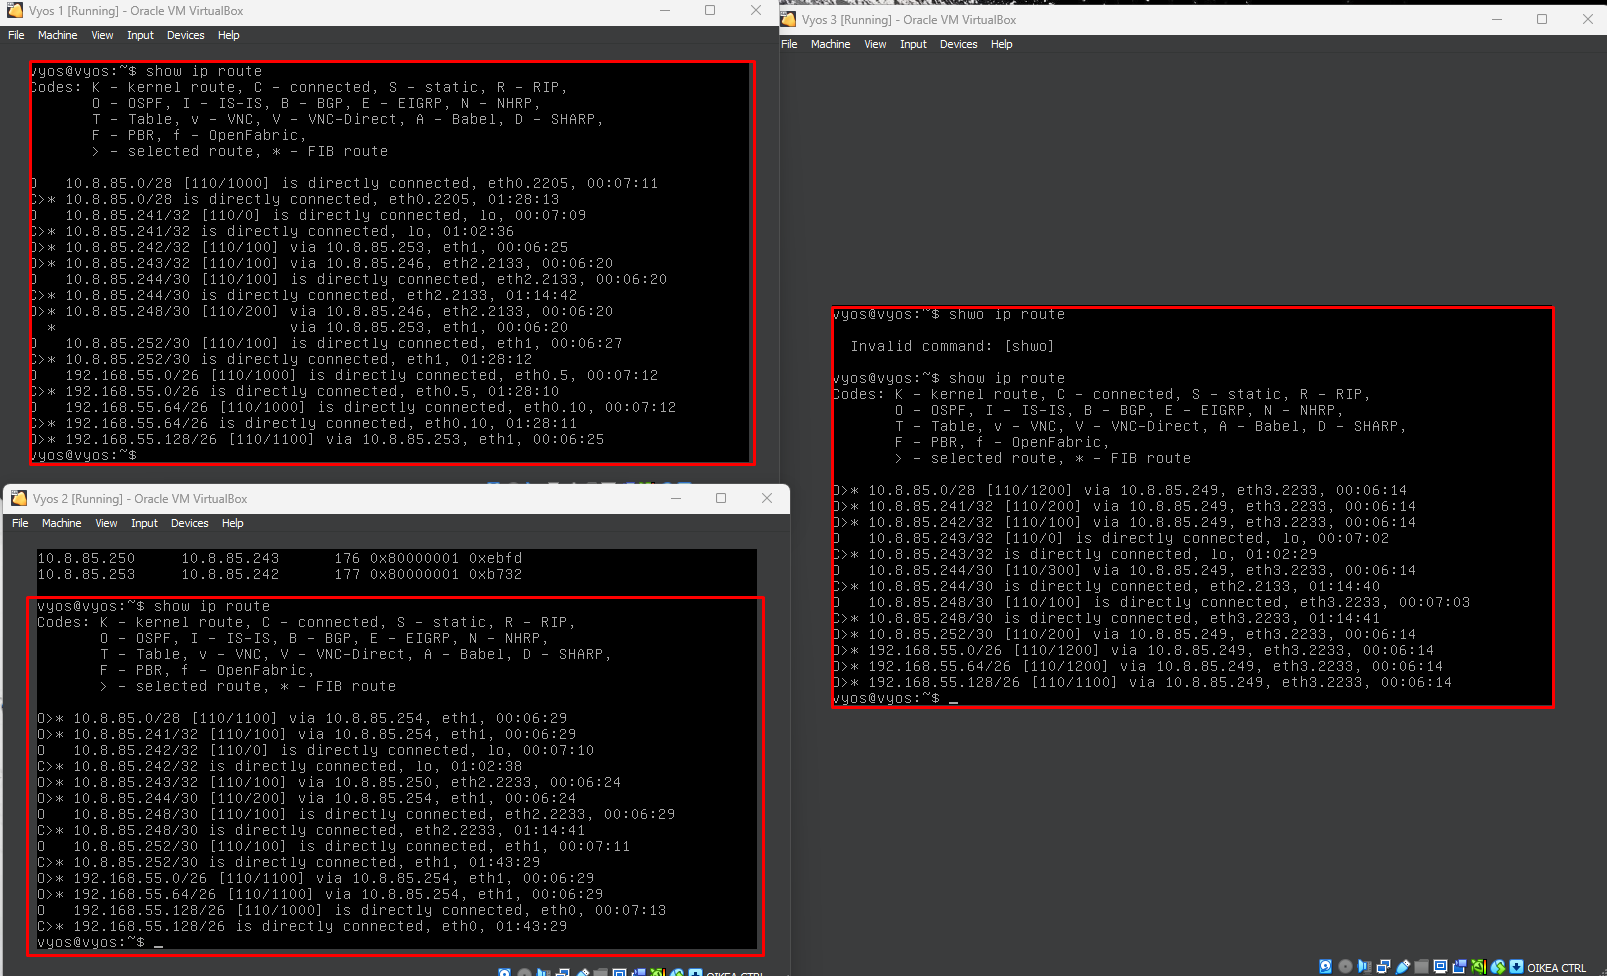 Vyos 1 [Running] - Oracle VM VirtualBox
File Machine View Input Devices Help
vyos@vyos:~$ show ip route
Codes: K - kernel route, C - connected, S - static, R - RIP,
O - OSPF, I - IS-IS, B - BGP, E - EIGRP, N - NHRP,
T - Table, v - VNC, V - VNC-Direct, A - Babel, D - SHARP,
F - PBR, f - OpenFabric,
> - selected route, * - FIB route
O 10.8.85.0/28 [110/1000] is directly connected, eth0.2205, 00:07:11
C>* 10.8.85.0/28 is directly connected, eth0.2205, 01:28:13
O 10.8.85.241/32 [110/0] is directly connected, lo, 00:07:09
C>* 10.8.85.241/32 is directly connected, lo, 01:02:36
O>* 10.8.85.242/32 [110/100] via 10.8.85.253, eth1, 00:06:25
O>* 10.8.85.243/32 [110/100] via 10.8.85.246, eth2.2133, 00:06:20
O 10.8.85.244/30 [110/100] is directly connected, eth2.2133, 00:06:20
C>* 10.8.85.244/30 is directly connected, eth2.2133, 01:14:42
O>* 10.8.85.248/30 [110/200] via 10.8.85.246, eth2.2133, 00:06:20
* via 10.8.85.253, eth1, 00:06:20
O 10.8.85.252/30 [110/100] is directly connected, eth1, 00:06:27
C>* 10.8.85.252/30 is directly connected, eth1, 01:28:12
O 192.168.55.0/26 [110/1000] is directly connected, eth0.5, 00:07:12
C>* 192.168.55.0/26 is directly connected, eth0.5, 01:28:10
O 192.168.55.64/26 [110/1000] is directly connected, eth0.10, 00:07:12
C>* 192.168.55.64/26 is directly connected, eth0.10, 01:28:11
O>* 192.168.55.128/26 [110/1100] via 10.8.85.253, eth1, 00:06:25
vyos@vyos:~$
Vyos 2 [Running] - Oracle VM VirtualBox
File Machine View Input Devices Help
10.8.85.250 10.8.85.243 176 0x80000001 0xebfd
10.8.85.253 10.8.85.242 177 0x80000001 0xb732
vyos@vyos:~$ show ip route
Codes: K - kernel route, C - connected, S - static, R - RIP,
O - OSPF, I - IS-IS, B - BGP, E - EIGRP, N - NHRP,
T - Table, v - VNC, V - VNC-Direct, A - Babel, D - SHARP,
F - PBR, f - OpenFabric,
> - selected route, * - FIB route
O>* 10.8.85.0/28 [110/1100] via 10.8.85.254, eth1, 00:06:29
O>* 10.8.85.241/32 [110/100] via 10.8.85.254, eth1, 00:06:29
O 10.8.85.242/32 [110/0] is directly connected, lo, 00:07:10
C>* 10.8.85.242/32 is directly connected, lo, 01:02:38
O>* 10.8.85.243/32 [110/100] via 10.8.85.250, eth2.2233, 00:06:24
O>* 10.8.85.244/30 [110/200] via 10.8.85.254, eth1, 00:06:24
O 10.8.85.248/30 [110/100] is directly connected, eth2.2233, 00:06:29
C>* 10.8.85.248/30 is directly connected, eth2.2233, 01:14:41
O 10.8.85.252/30 [110/100] is directly connected, eth1, 00:07:11
C>* 10.8.85.252/30 is directly connected, eth1, 01:43:29
O>* 192.168.55.0/26 [110/1100] via 10.8.85.254, eth1, 00:06:29
O>* 192.168.55.64/26 [110/1100] via 10.8.85.254, eth1, 00:06:29
O 192.168.55.128/26 [110/1000] is directly connected, eth0, 00:07:13
C>* 192.168.55.128/26 is directly connected, eth0, 01:43:29
vyos@vyos:~$ _
OIKEA CTRL
Vyos 3 [Running] - Oracle VM VirtualBox
File Machine View Input Devices Help
vyos@vyos:~$ shwo ip route
Invalid command: [shwo]
vyos@vyos:~$ show ip route
Codes: K - kernel route, C - connected, S - static, R - RIP,
O - OSPF, I - IS-IS, B - BGP, E - EIGRP, N - NHRP,
T - Table, v - VNC, V - VNC-Direct, A - Babel, D - SHARP,
F - PBR, f - OpenFabric,
> - selected route, * - FIB route
O>* 10.8.85.0/28 [110/1200] via 10.8.85.249, eth3.2233, 00:06:14
O>* 10.8.85.241/32 [110/200] via 10.8.85.249, eth3.2233, 00:06:14
O>* 10.8.85.242/32 [110/100] via 10.8.85.249, eth3.2233, 00:06:14
O 10.8.85.243/32 [110/0] is directly connected, lo, 00:07:02
C>* 10.8.85.243/32 is directly connected, lo, 01:02:29
O 10.8.85.244/30 [110/300] via 10.8.85.249, eth3.2233, 00:06:14
C>* 10.8.85.244/30 is directly connected, eth2.2133, 01:14:40
O 10.8.85.248/30 [110/100] is directly connected, eth3.2233, 00:07:03
C>* 10.8.85.248/30 is directly connected, eth3.2233, 01:14:41
O>* 10.8.85.252/30 [110/200] via 10.8.85.249, eth3.2233, 00:06:14
O>* 192.168.55.0/26 [110/1200] via 10.8.85.249, eth3.2233, 00:06:14
O>* 192.168.55.64/26 [110/1200] via 10.8.85.249, eth3.2233, 00:06:14
O>* 192.168.55.128/26 [110/1100] via 10.8.85.249, eth3.2233, 00:06:14
vyos@vyos:~$ _
OIKEA CTRL